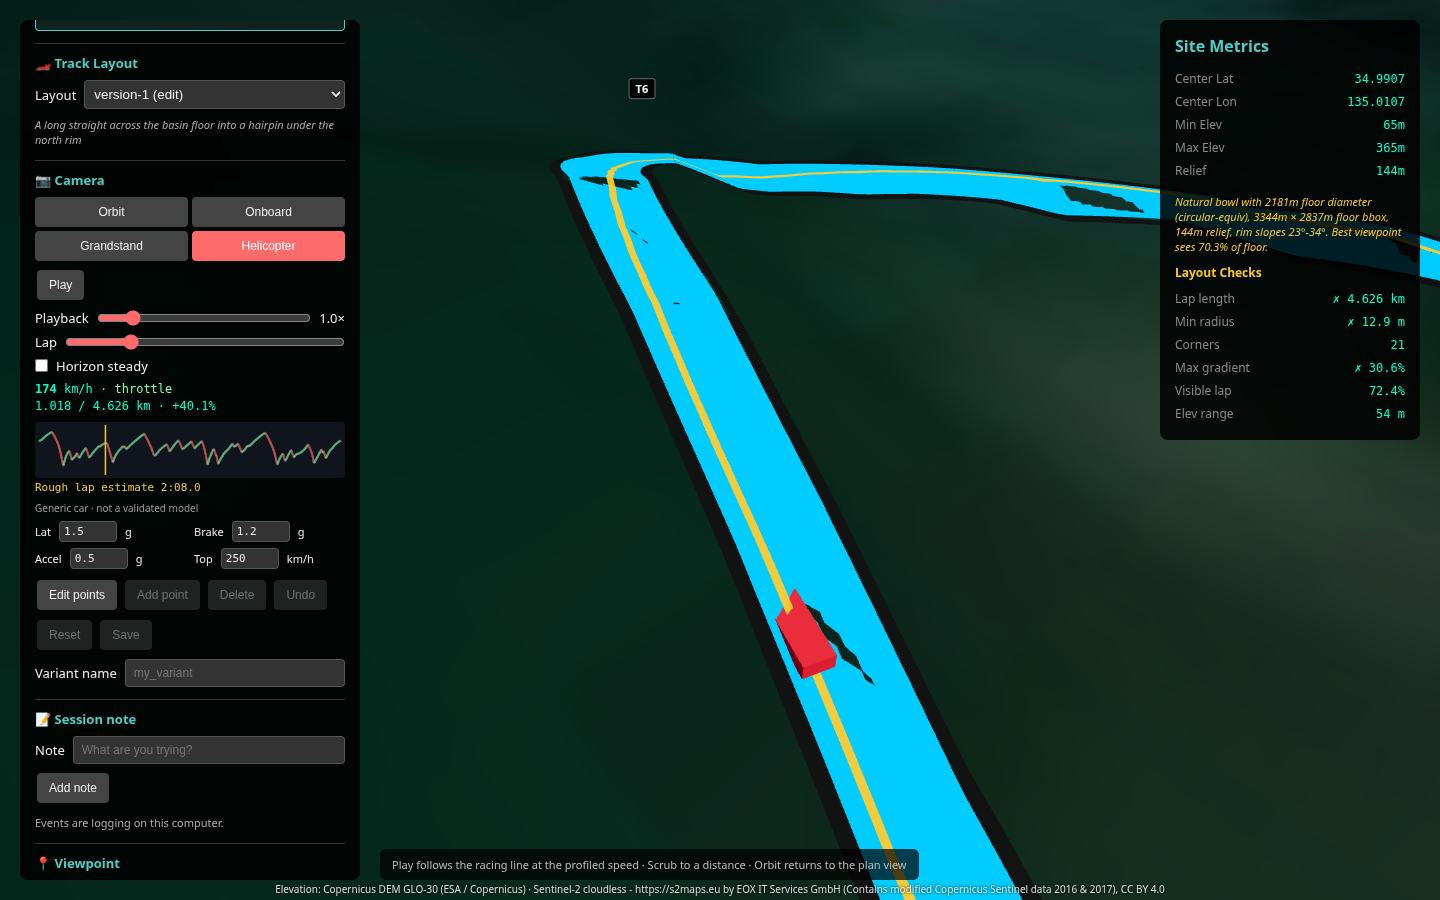 🏎️ Track Layout
Layout version-1 (edit)
A long straight across the basin floor into a hairpin under the
north rim
📷 Camera
Orbit Onboard
Grandstand Helicopter
Play
Playback 1.0×
Lap
Horizon steady
174 km/h · throttle
1.018 / 4.626 km · +40.1%
Rough lap estimate 2:08.0
Generic car · not a validated model
Lat 1.5 g Brake 1.2 g
Accel 0.5 g Top 250 km/h
Edit points Add point Delete Undo
Reset Save
Variant name my_variant
📝 Session note
Note What are you trying?
Add note
Events are logging on this computer.
📍 Viewpoint
T6
Site Metrics
Center Lat 34.9907
Center Lon 135.0107
Min Elev 65m
Max Elev 365m
Relief 144m
Natural bowl with 2181m floor diameter
(circular-equiv), 3344m × 2837m floor bbox,
144m relief, rim slopes 23°-34°. Best viewpoint
sees 70.3% of floor.
Layout Checks
Lap length ✗ 4.626 km
Min radius ✗ 12.9 m
Corners 21
Max gradient ✗ 30.6%
Visible lap 72.4%
Elev range 54 m
Play follows the racing line at the profiled speed · Scrub to a distance · Orbit returns to the plan view
Elevation: Copernicus DEM GLO-30 (ESA / Copernicus) · Sentinel-2 cloudless - https://s2maps.eu by EOX IT Services GmbH (Contains modified Copernicus Sentinel data 2016 & 2017), CC BY 4.0